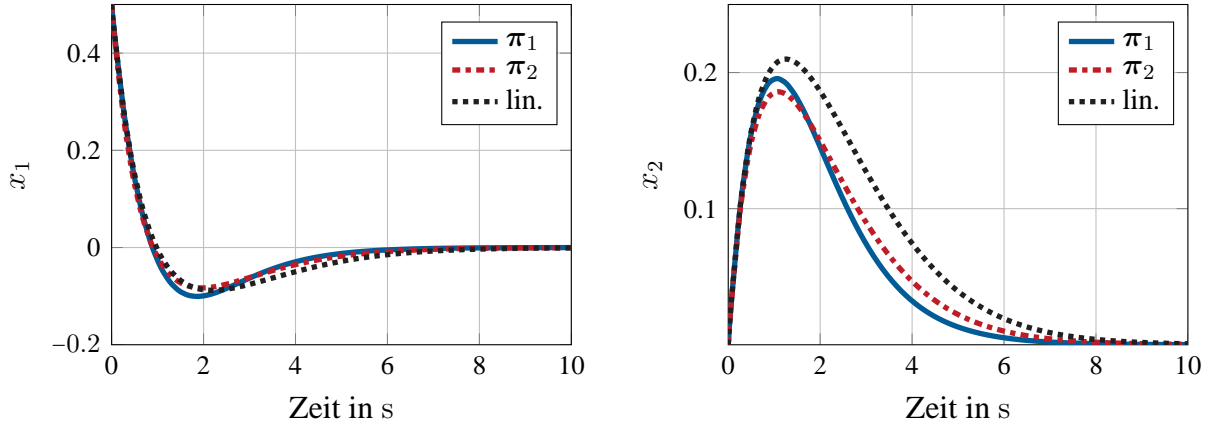 0.4
0.2
0
−0.2
x₁
0 2 4 6 8 10
Zeit in s
π₁
π₂
lin.
0.2
0.1
x₂
0 2 4 6 8 10
Zeit in s
π₁
π₂
lin.